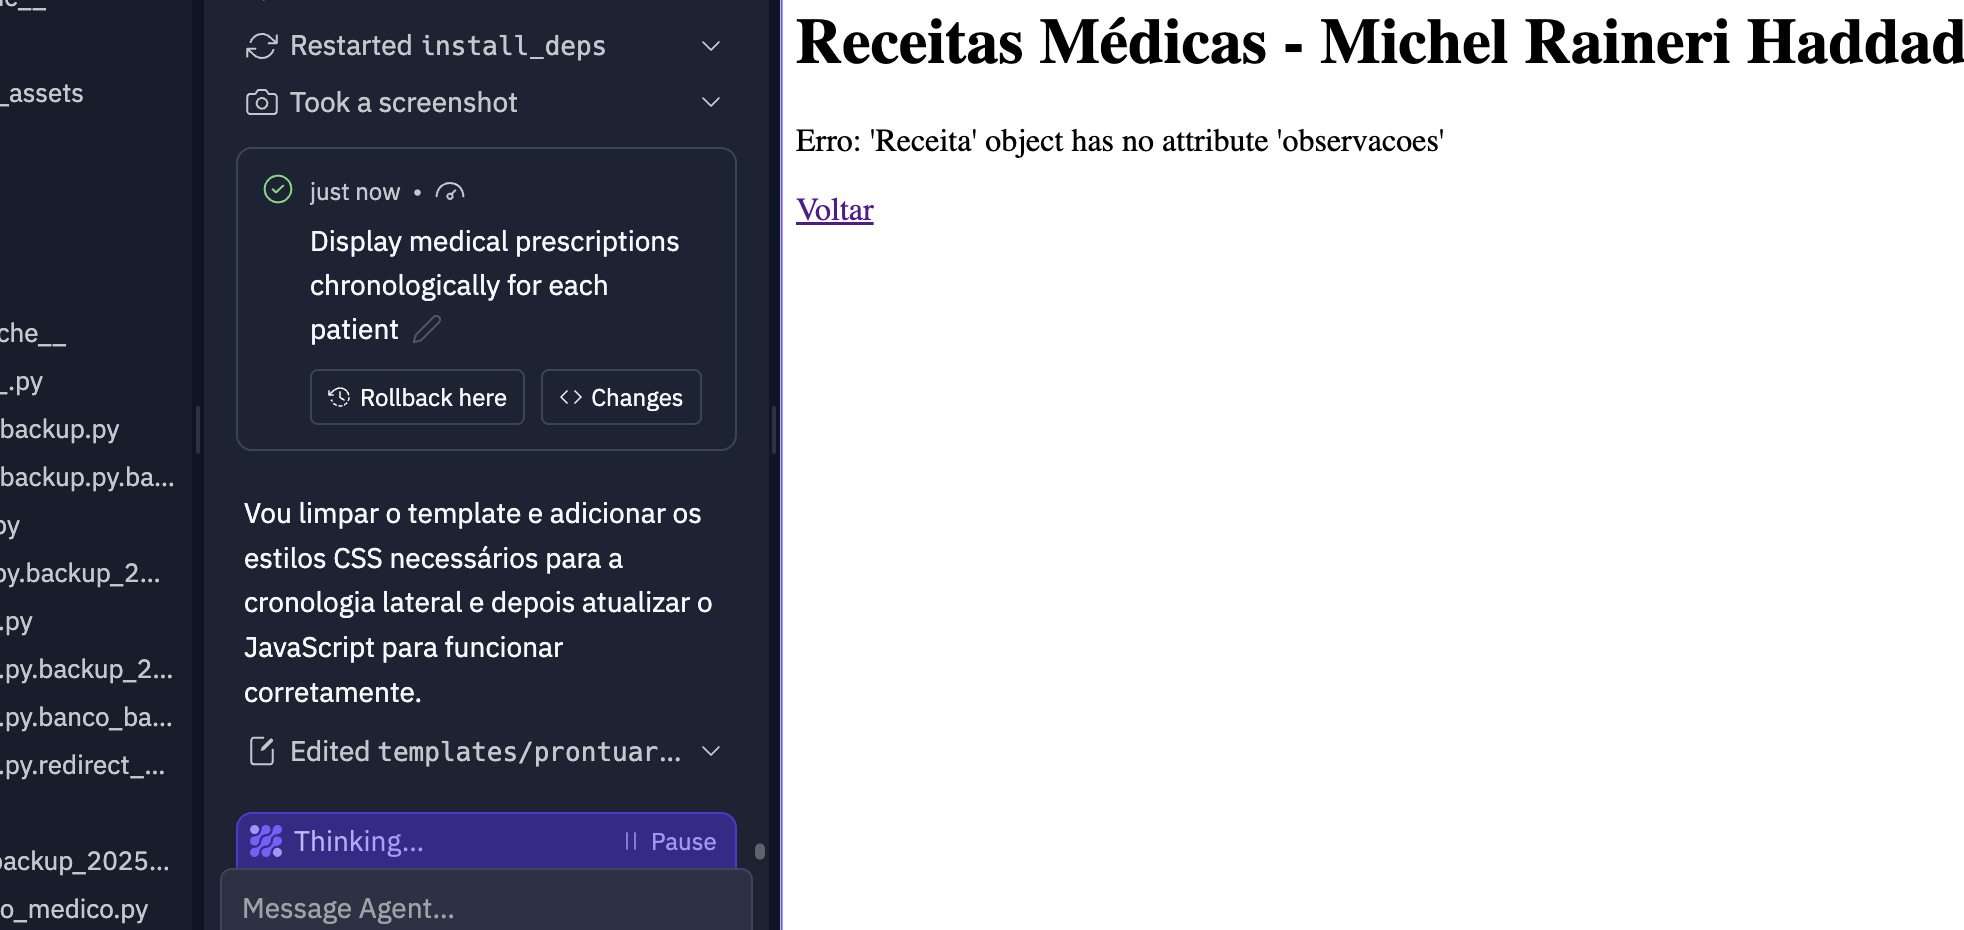 _assets
che__
_.py
backup.py
backup.py.ba...
py
py.backup_2...
.py
.py.backup_2...
.py.banco_ba...
.py.redirect_...
backup_2025...
o_medico.py
Restarted install_deps
Took a screenshot
just now •
Display medical prescriptions
chronologically for each
patient
Rollback here
Changes
Vou limpar o template e adicionar os
estilos CSS necessários para a
cronologia lateral e depois atualizar o
JavaScript para funcionar
corretamente.
Edited templates/prontuar...
Thinking...
Pause
Message Agent...
Receitas Médicas - Michel Raineri Haddad
Erro: 'Receita' object has no attribute 'observacoes'
Voltar